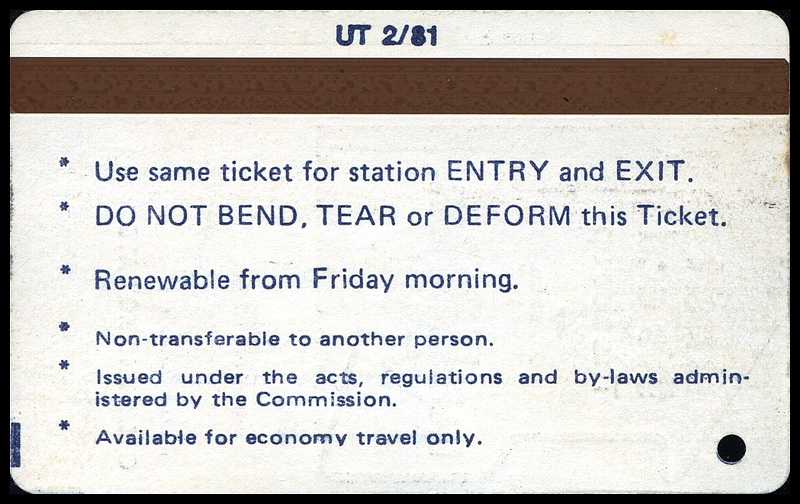 UT 2/81
* Use same ticket for station ENTRY and EXIT.
* DO NOT BEND, TEAR or DEFORM this Ticket.
* Renewable from Friday morning.
* Non-transferable to another person.
* Issued under the acts, regulations and by-laws admin-
istered by the Commission.
* Available for economy travel only.